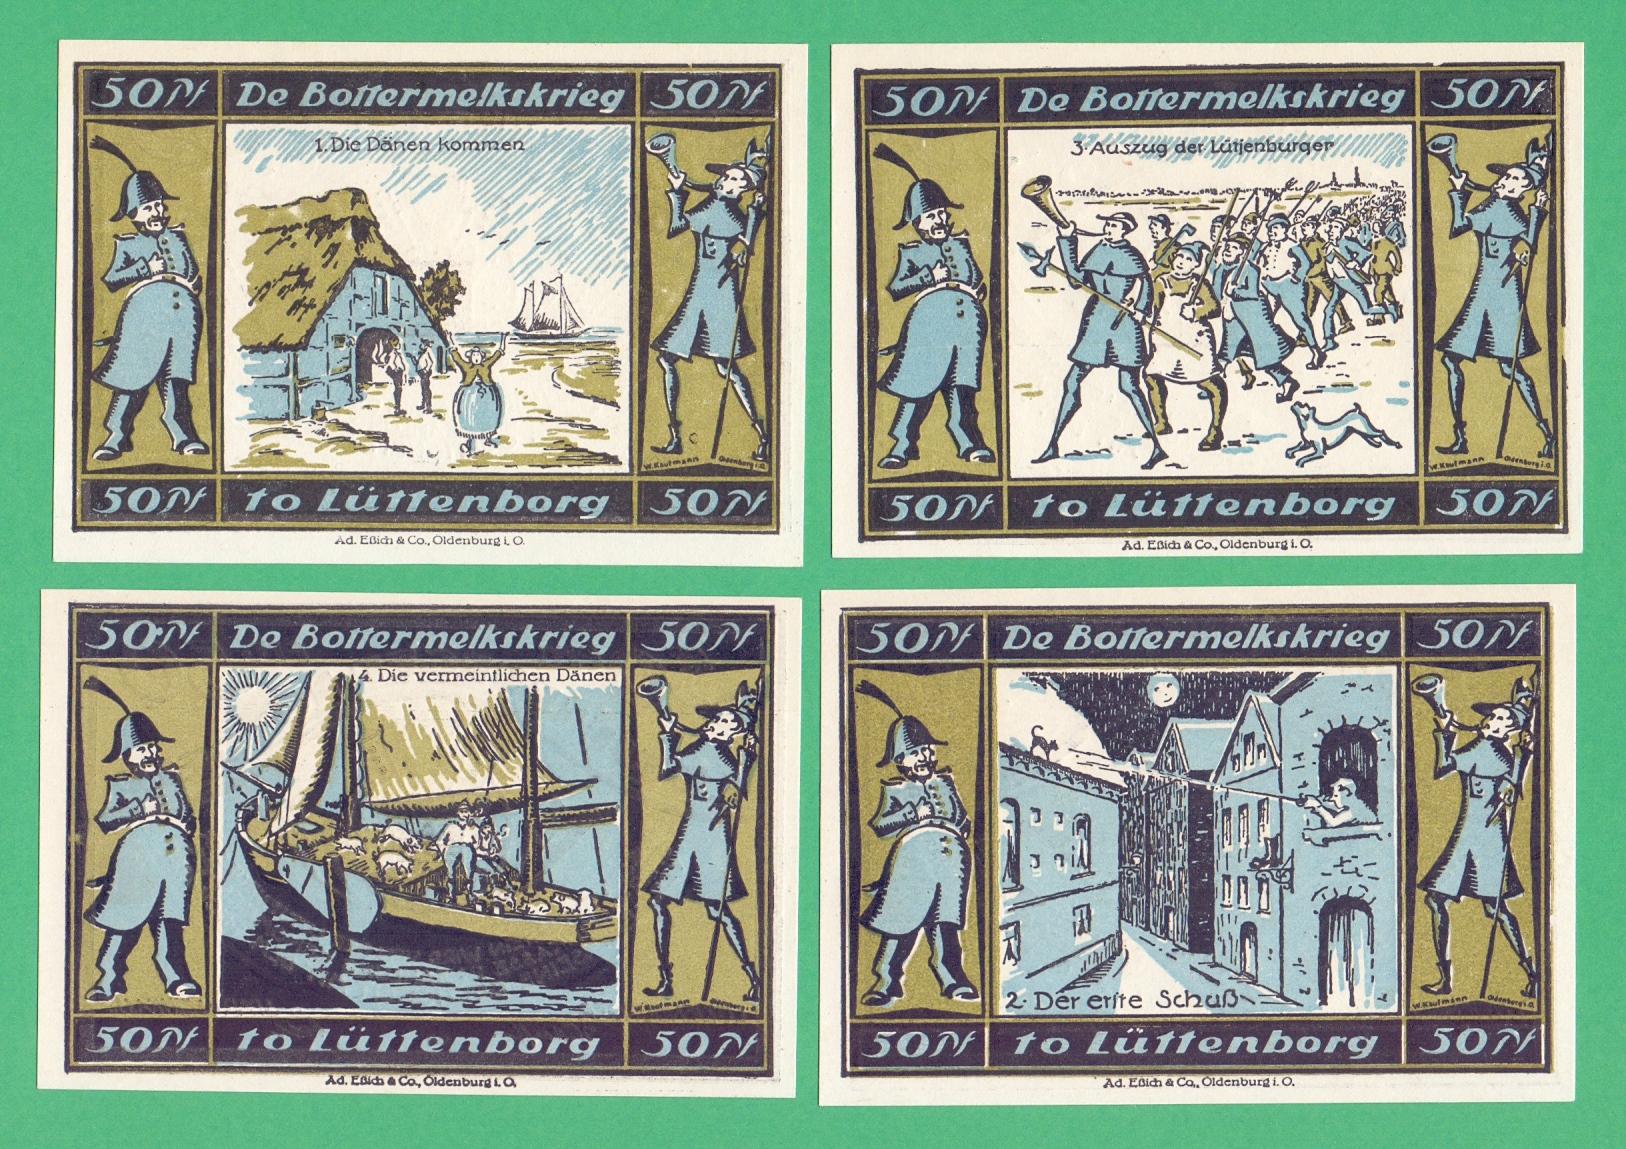 50 Pf De Bottermelkskrieg 50 Pf
1. Die Dänen kommen
W. Kaufmann Oldenburg i. O.
50 Pf to Lüttenborg 50 Pf
Ad. Eßich & Co., Oldenburg i. O.
50 Pf De Bottermelkskrieg 50 Pf
3. Auszug der Lütjenburger
W. Kaufmann Oldenburg i. O.
50 Pf to Lüttenborg 50 Pf
Ad. Eßich & Co., Oldenburg i. O.
50 Pf De Bottermelkskrieg 50 Pf
4. Die vermeintlichen Dänen
W. Kaufmann Oldenburg i. O.
50 Pf to Lüttenborg 50 Pf
Ad. Eßich & Co., Oldenburg i. O.
50 Pf De Bottermelkskrieg 50 Pf
2. Der erste Schuß
W. Kaufmann Oldenburg i. O.
50 Pf to Lüttenborg 50 Pf
Ad. Eßich & Co., Oldenburg i. O.